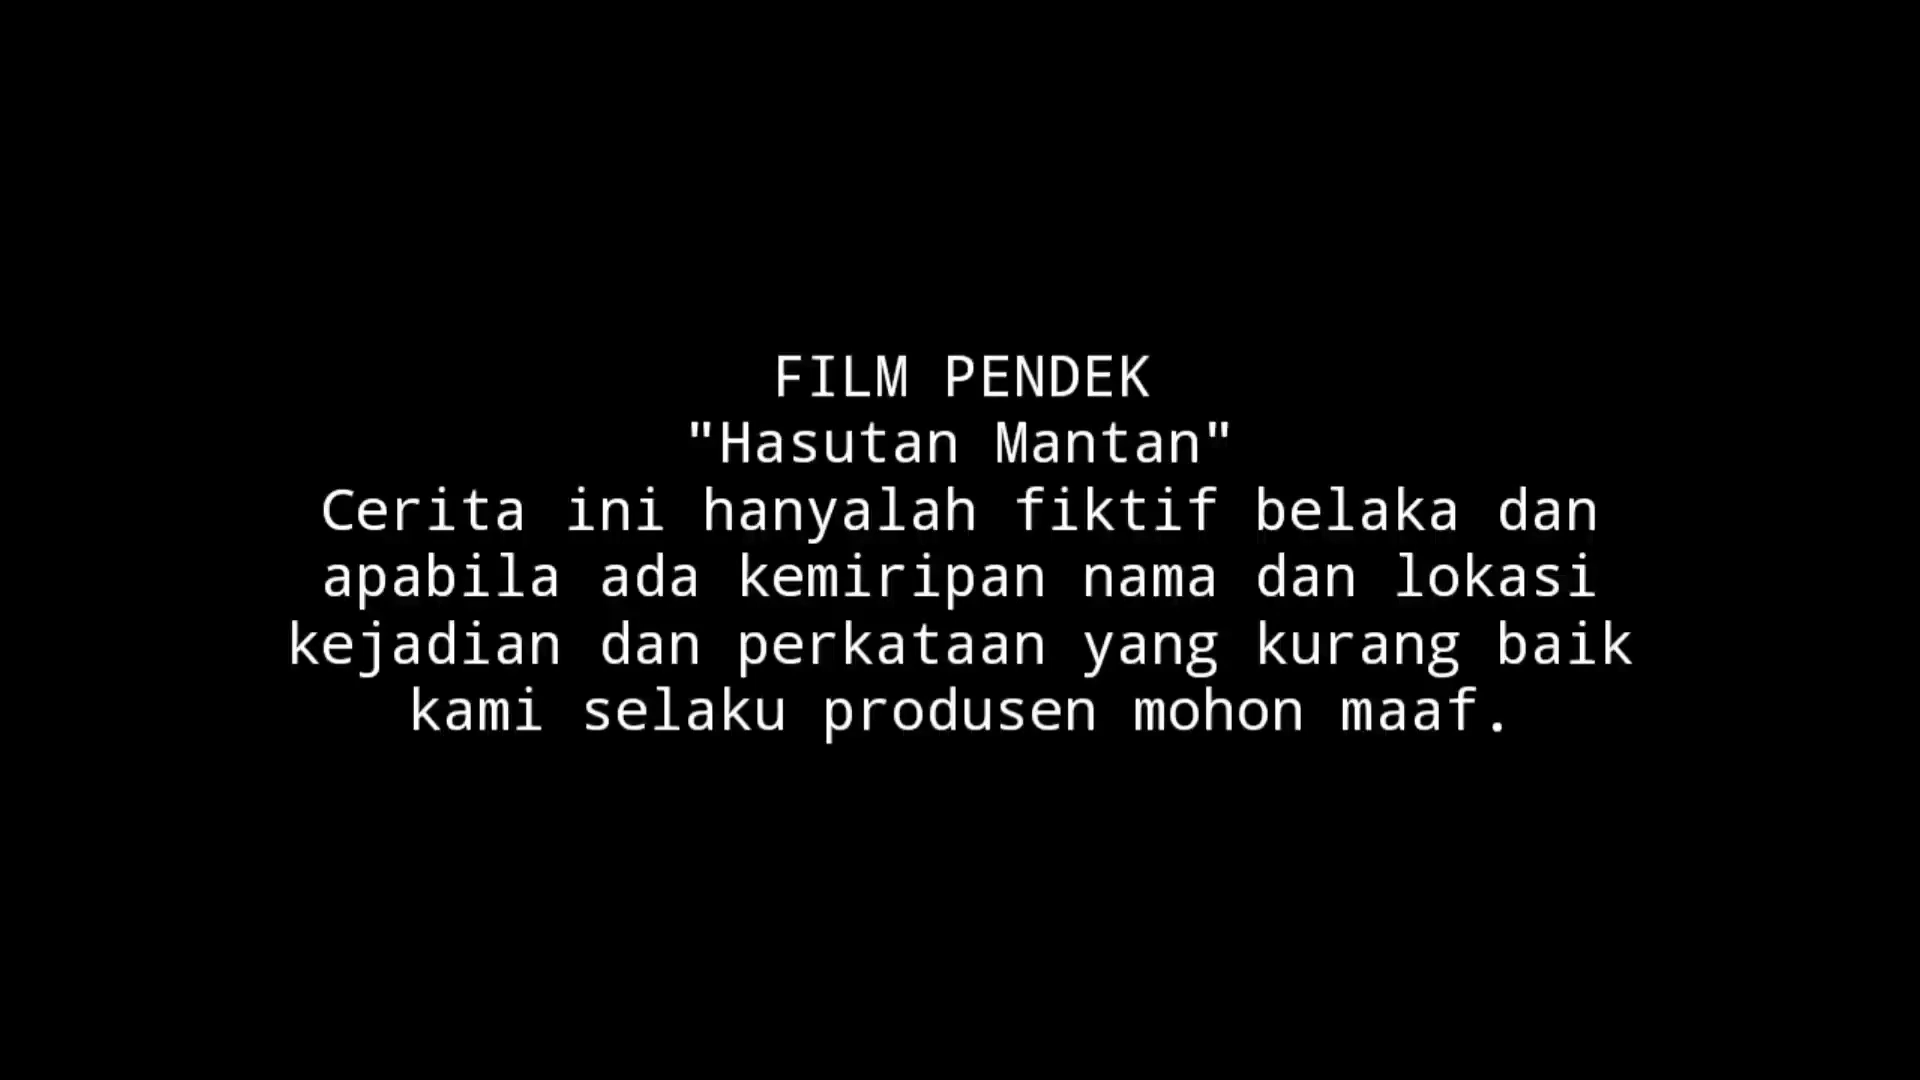 FILM PENDEK
"Hasutan Mantan"
Cerita ini hanyalah fiktif belaka dan
apabila ada kemiripan nama dan lokasi
kejadian dan perkataan yang kurang baik
kami selaku produsen mohon maaf.